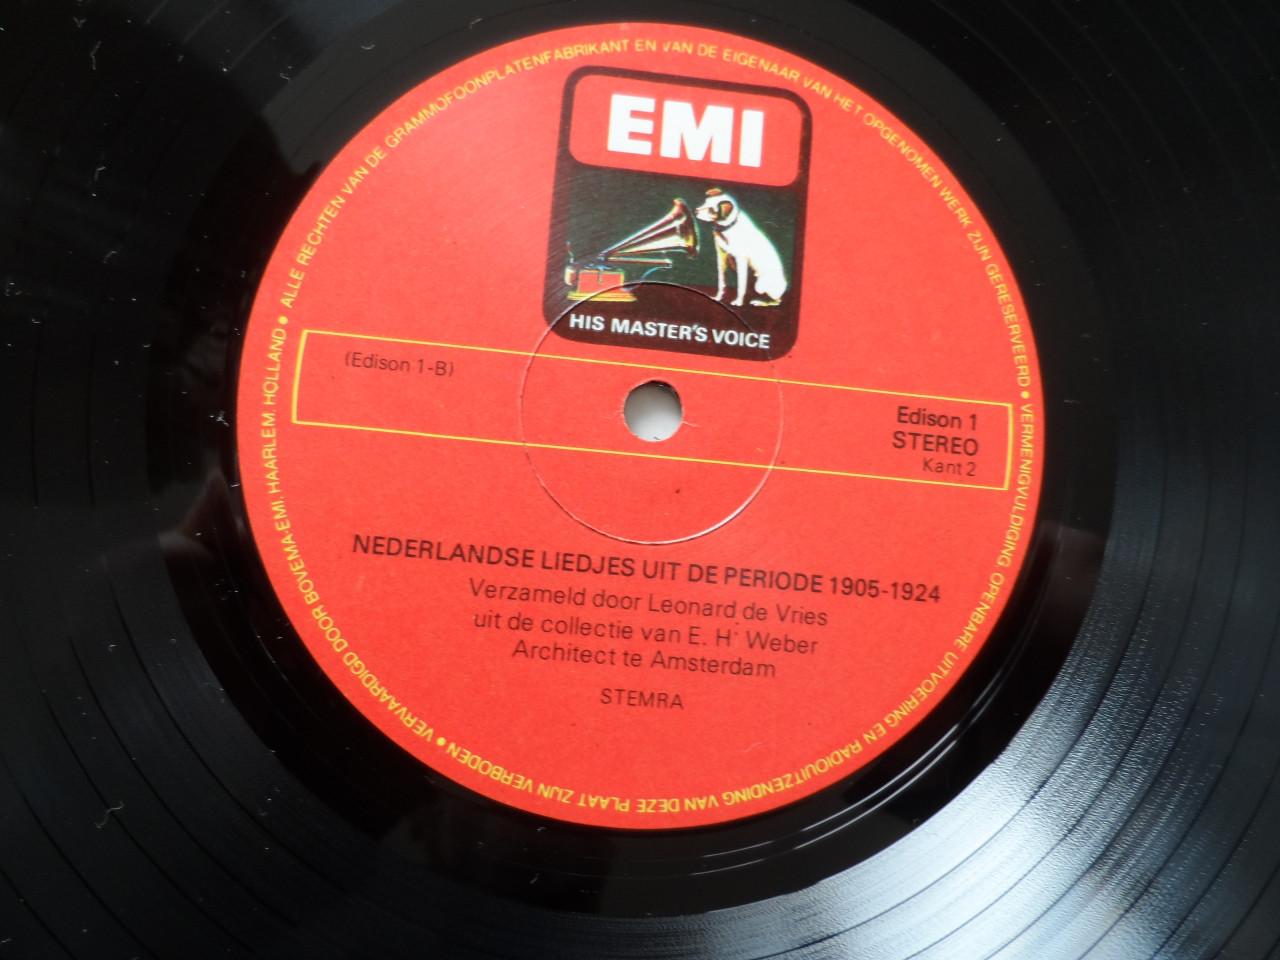 ALLE RECHTEN VAN DE GRAMMOFOONPLATENFABRIKANT EN VAN DE EIGENAAR VAN HET OPGENOMEN WERK ZIJN GERESERVEERD • VERMENIGVULDIGING, OPENBARE UITVOERING EN RADIOUITZENDING VAN DEZE PLAAT ZIJN VERBODEN • VERVAARDIGD DOOR BOVEMA-EMI, HAARLEM, HOLLAND •
EMI
HIS MASTER'S VOICE
(Edison 1-B)
Edison 1
STEREO
Kant 2
NEDERLANDSE LIEDJES UIT DE PERIODE 1905-1924
Verzameld door Leonard de Vries
uit de collectie van E. H. Weber
Architect te Amsterdam
STEMRA